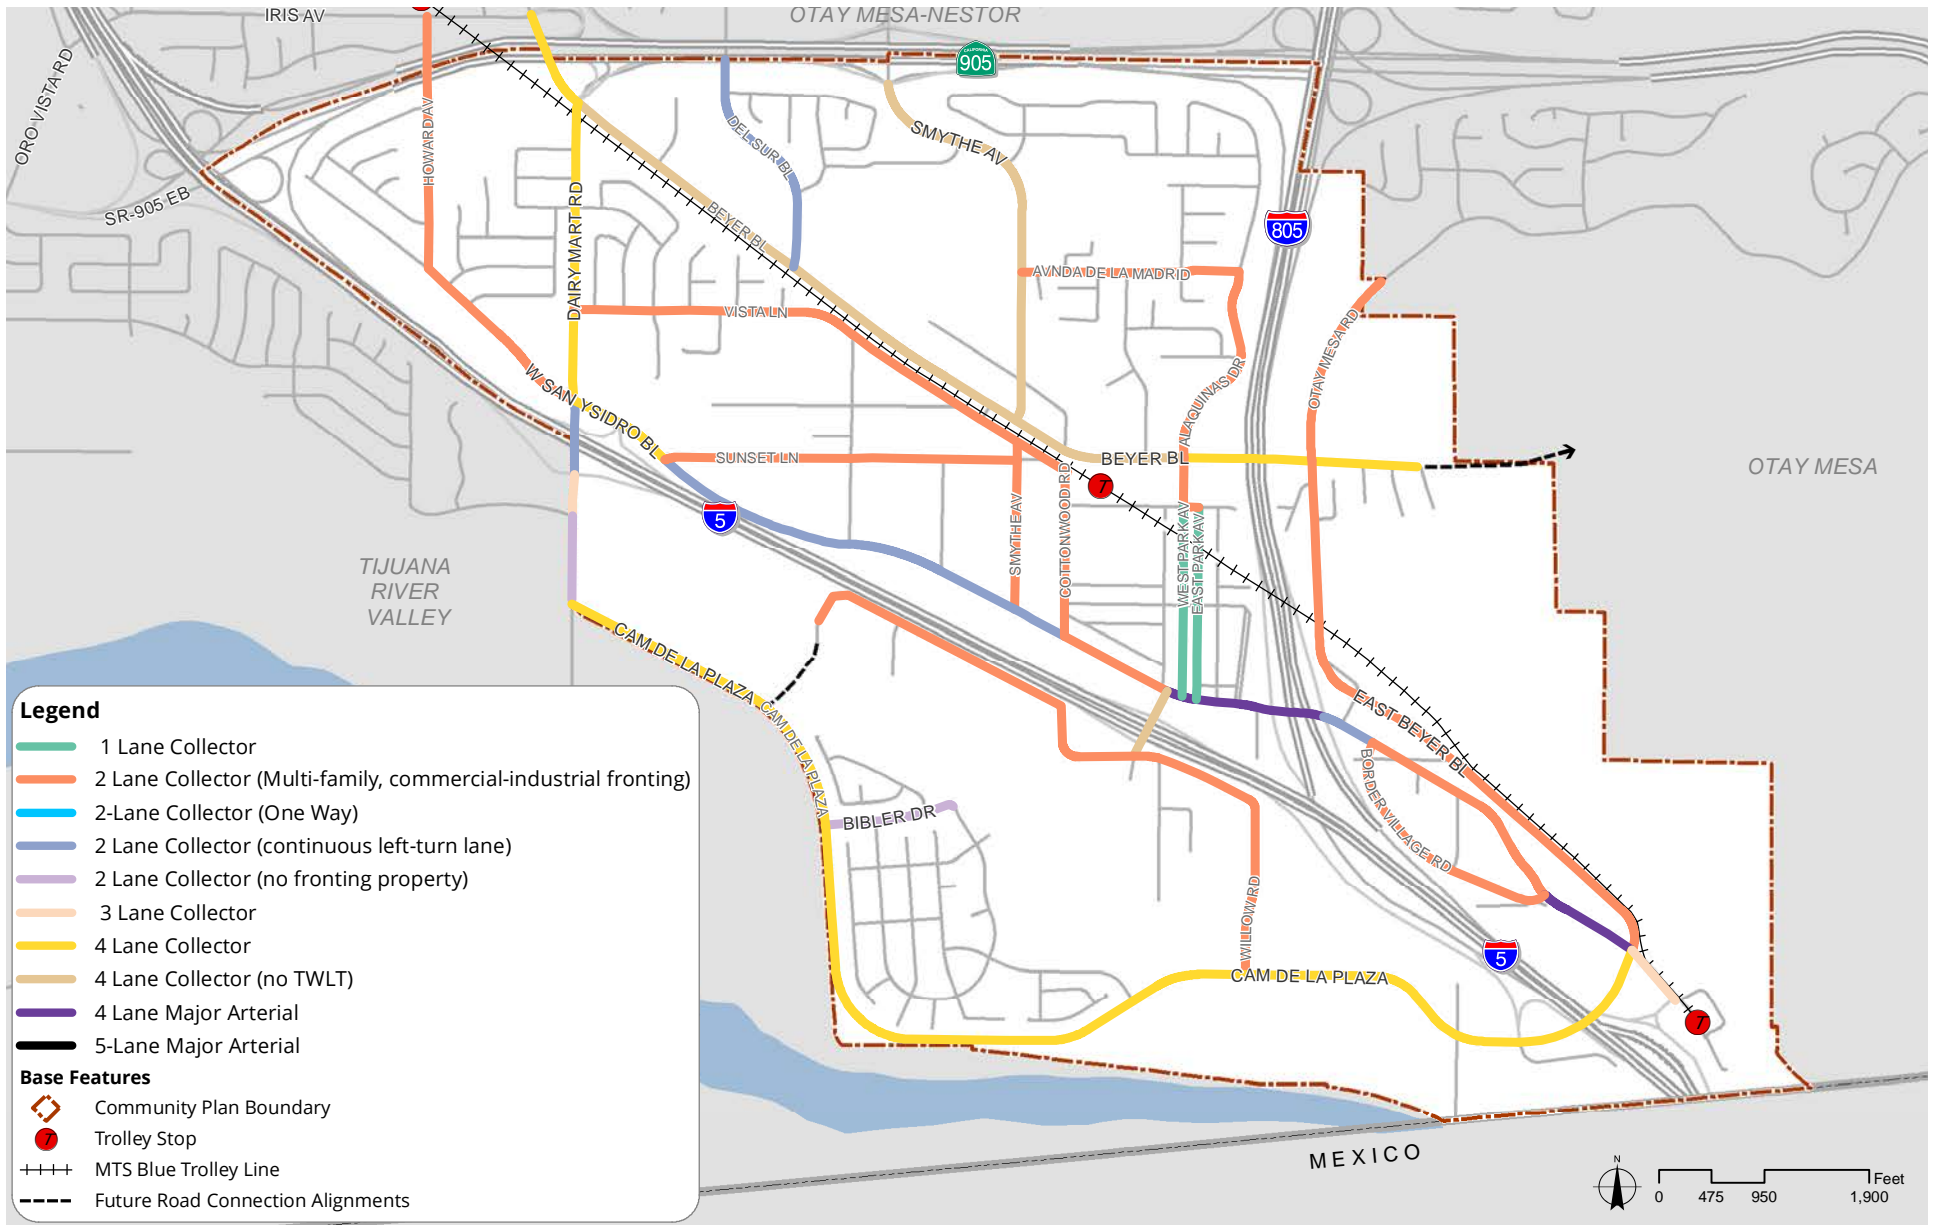 IRIS AV
OTAY MESA-NESTOR
CALIFORNIA
905
ORO VISTA RD
HOWARD AV
DEL SUR BL
SMYTHE AV
SR-905 EB
DAIRY MART RD
BEYER BL
805
AVNDA DE LA MADRID
VISTA LN
OTAY MESA RD
ALAQUINAS DR
W SAN YSIDRO BL
SUNSET LN
BEYER BL
OTAY MESA
T
5
SMYTHE AV
COTTONWOOD RD
WEST PARK AV
EAST PARK AV
TIJUANA
RIVER
VALLEY
CAM DE LA PLAZA
CAM DE LA PLAZA
EAST BEYER BL
BORDER VILLAGE RD
BIBLER DR
WILLOW RD
5
CAM DE LA PLAZA
T
MEXICO
Legend
1 Lane Collector
2 Lane Collector (Multi-family, commercial-industrial fronting)
2-Lane Collector (One Way)
2 Lane Collector (continuous left-turn lane)
2 Lane Collector (no fronting property)
3 Lane Collector
4 Lane Collector
4 Lane Collector (no TWLT)
4 Lane Major Arterial
5-Lane Major Arterial
Base Features
Community Plan Boundary
T
Trolley Stop
MTS Blue Trolley Line
Future Road Connection Alignments
N
Feet
0 475 950 1,900